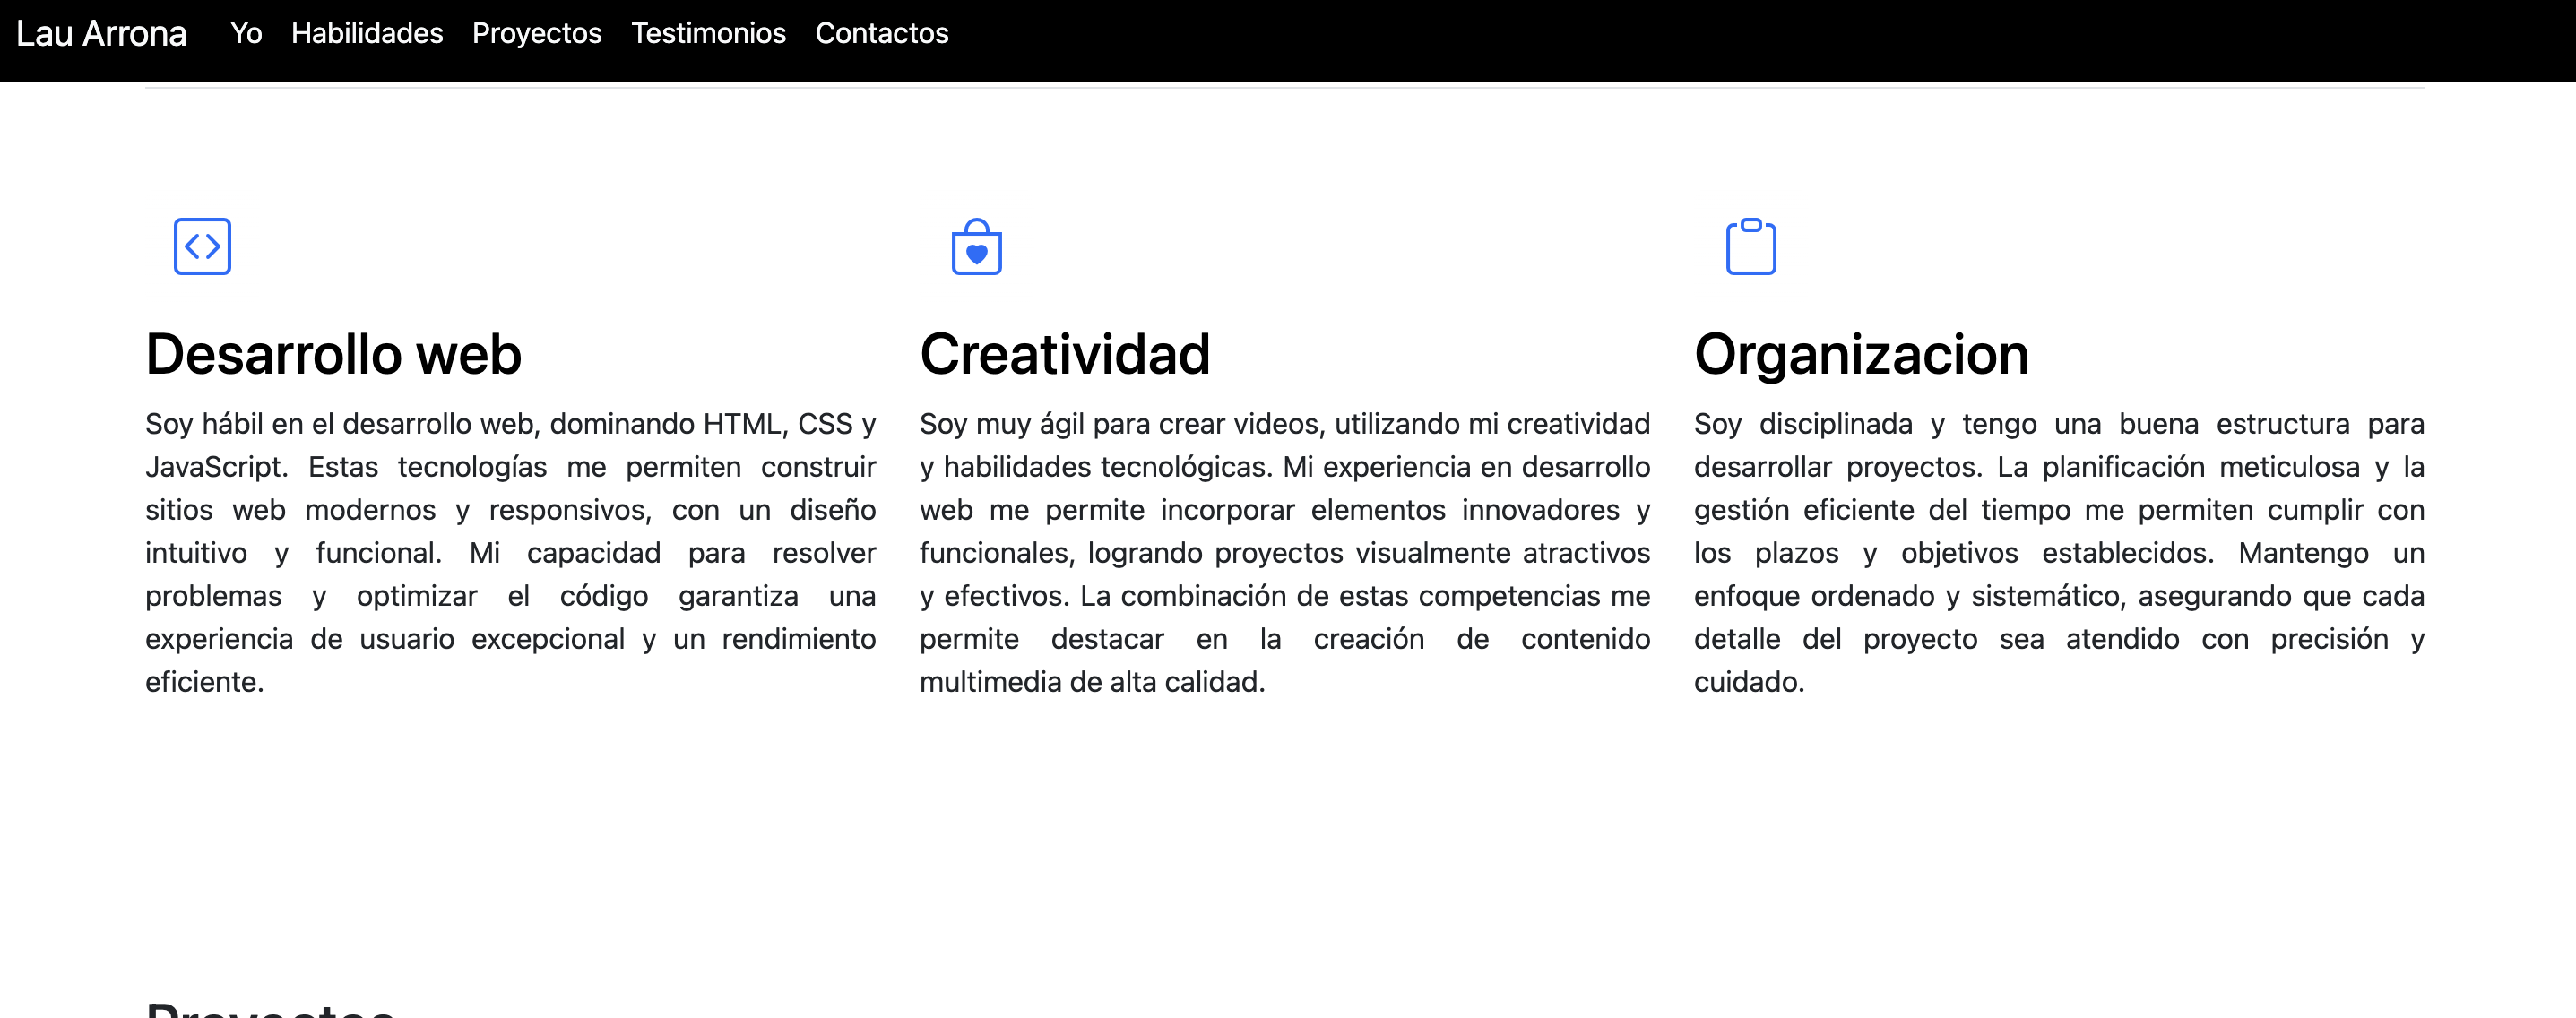 Lau Arrona Yo Habilidades Proyectos Testimonios Contactos
Desarrollo web
Soy hábil en el desarrollo web, dominando HTML, CSS y
JavaScript. Estas tecnologías me permiten construir
sitios web modernos y responsivos, con un diseño
intuitivo y funcional. Mi capacidad para resolver
problemas y optimizar el código garantiza una
experiencia de usuario excepcional y un rendimiento
eficiente.
Creatividad
Soy muy ágil para crear videos, utilizando mi creatividad
y habilidades tecnológicas. Mi experiencia en desarrollo
web me permite incorporar elementos innovadores y
funcionales, logrando proyectos visualmente atractivos
y efectivos. La combinación de estas competencias me
permite destacar en la creación de contenido
multimedia de alta calidad.
Organizacion
Soy disciplinada y tengo una buena estructura para
desarrollar proyectos. La planificación meticulosa y la
gestión eficiente del tiempo me permiten cumplir con
los plazos y objetivos establecidos. Mantengo un
enfoque ordenado y sistemático, asegurando que cada
detalle del proyecto sea atendido con precisión y
cuidado.
Proyectos